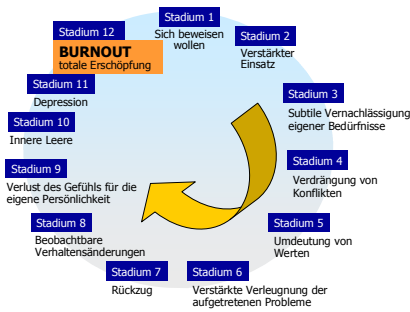 Stadium 1
Sich beweisen
wollen
Stadium 2
Verstärkter
Einsatz
Stadium 3
Subtile Vernachlässigung
eigener Bedürfnisse
Stadium 4
Verdrängung von
Konflikten
Stadium 5
Umdeutung von
Werten
Stadium 6
Verstärkte Verleugnung der
aufgetretenen Probleme
Stadium 7
Rückzug
Stadium 8
Beobachtbare
Verhaltensänderungen
Stadium 9
Verlust des Gefühls für die
eigene Persönlichkeit
Stadium 10
Innere Leere
Stadium 11
Depression
Stadium 12
BURNOUT
totale Erschöpfung